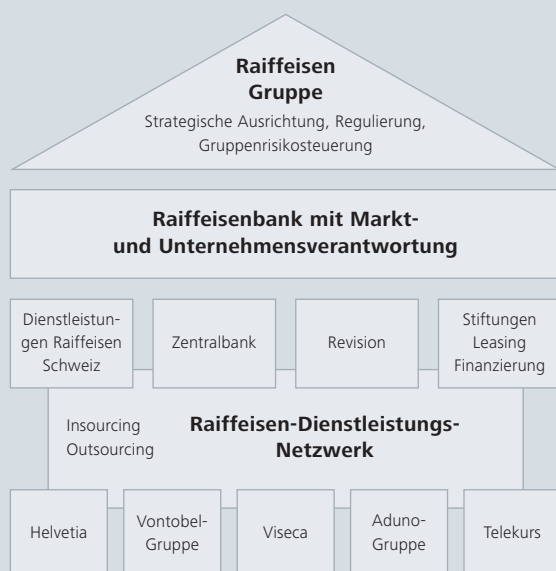 Raiffeisen
Gruppe
Strategische Ausrichtung, Regulierung,
Gruppenrisikosteuerung
Raiffeisenbank mit Markt-
und Unternehmensverantwortung
Dienstleistun-
gen Raiffeisen
Schweiz
Zentralbank
Revision
Stiftungen
Leasing
Finanzierung
Insourcing
Outsourcing
Raiffeisen-Dienstleistungs-
Netzwerk
Helvetia
Vontobel-
Gruppe
Viseca
Aduno-
Gruppe
Telekurs